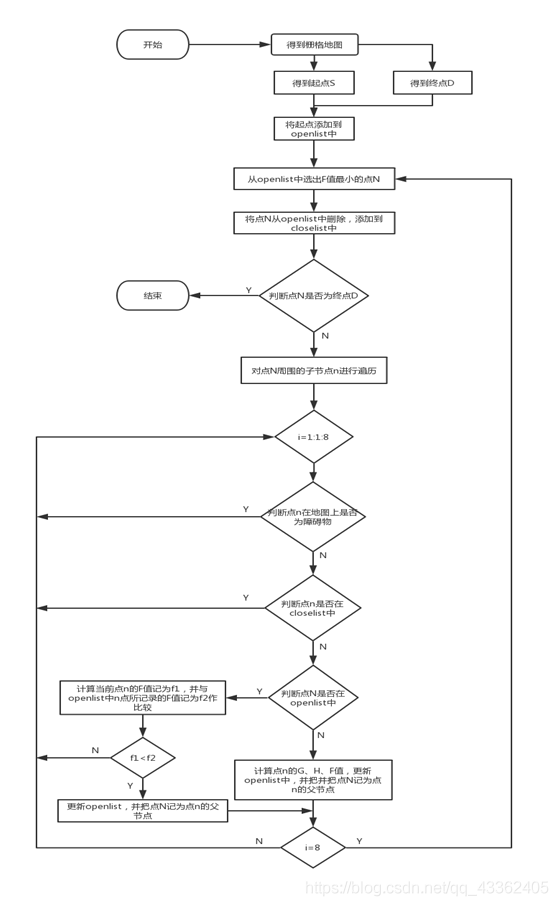 开始
得到栅格地图
得到起点S
得到终点D
将起点添加到
openlist中
从openlist中选出F值最小的点N
将点N从openlist中删除，添加到
closelist中
Y
结束
判断点N是否为终点D
N
对点N周围的子节点n进行遍历
i=1:1:8
Y
判断点n在地图上是否
为障碍物
N
Y
判断点n是否在
closelist中
N
计算当前点n的F值记为f1，并与
openlist中n点所记录的F值记为f2作
比较
Y
判断点N是否在
openlist中
N
N
f1<f2
计算点n的G、H、F值，更新
openlist中，并把并把点N记为点
n的父节点
Y
更新openlist，并把点N记为点n的父
节点
N
i=8
Y
https://blog.csdn.net/qq_43362405